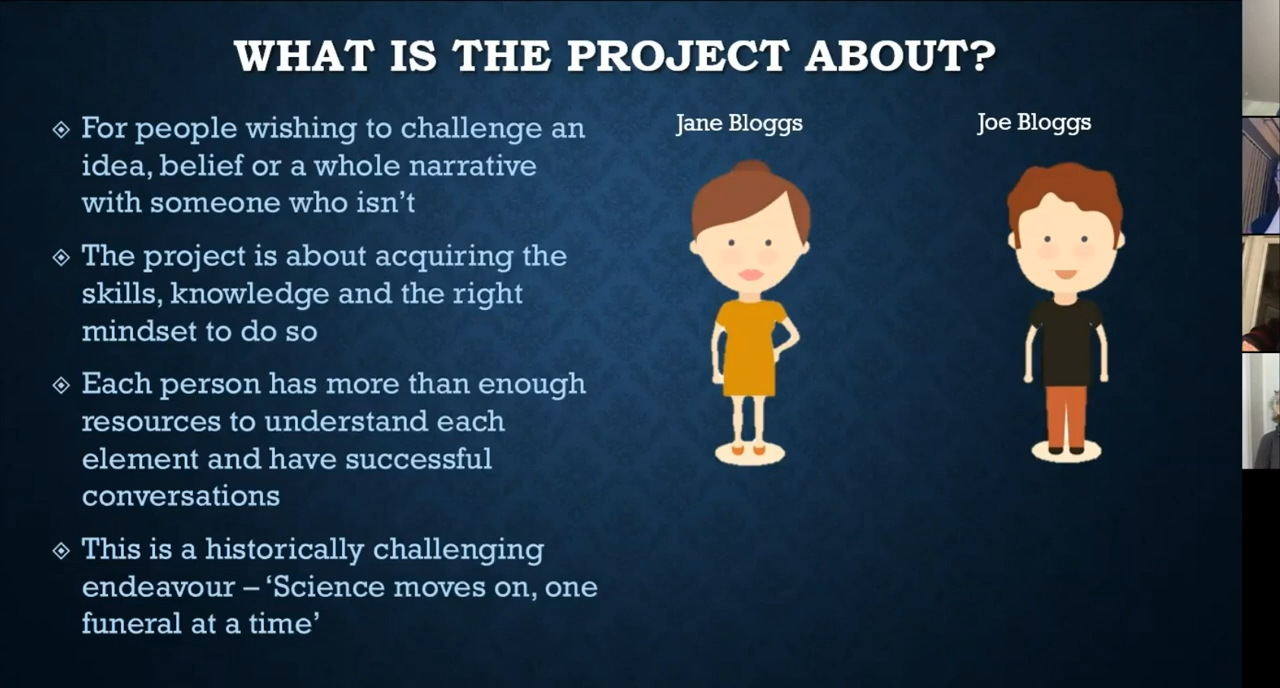 WHAT IS THE PROJECT ABOUT?
For people wishing to challenge an
idea, belief or a whole narrative
with someone who isn’t
The project is about acquiring the
skills, knowledge and the right
mindset to do so
Each person has more than enough
resources to understand each
element and have successful
conversations
This is a historically challenging
endeavour – ‘Science moves on, one
funeral at a time’
Jane Bloggs
Joe Bloggs